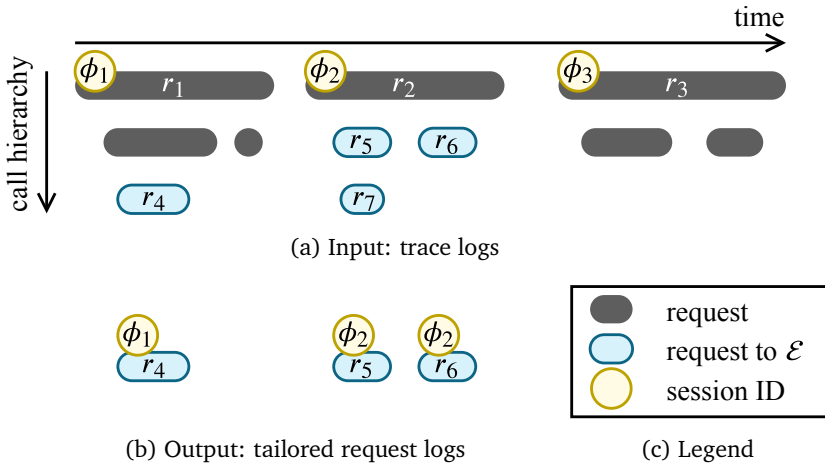 time
call hierarchy
ϕ₁ r₁ ϕ₂ r₂ ϕ₃ r₃
r₅ r₆
r₄ r₇
(a) Input: trace logs
ϕ₁ ϕ₂ ϕ₂
r₄ r₅ r₆
(b) Output: tailored request logs
request
request to ℰ
session ID
(c) Legend